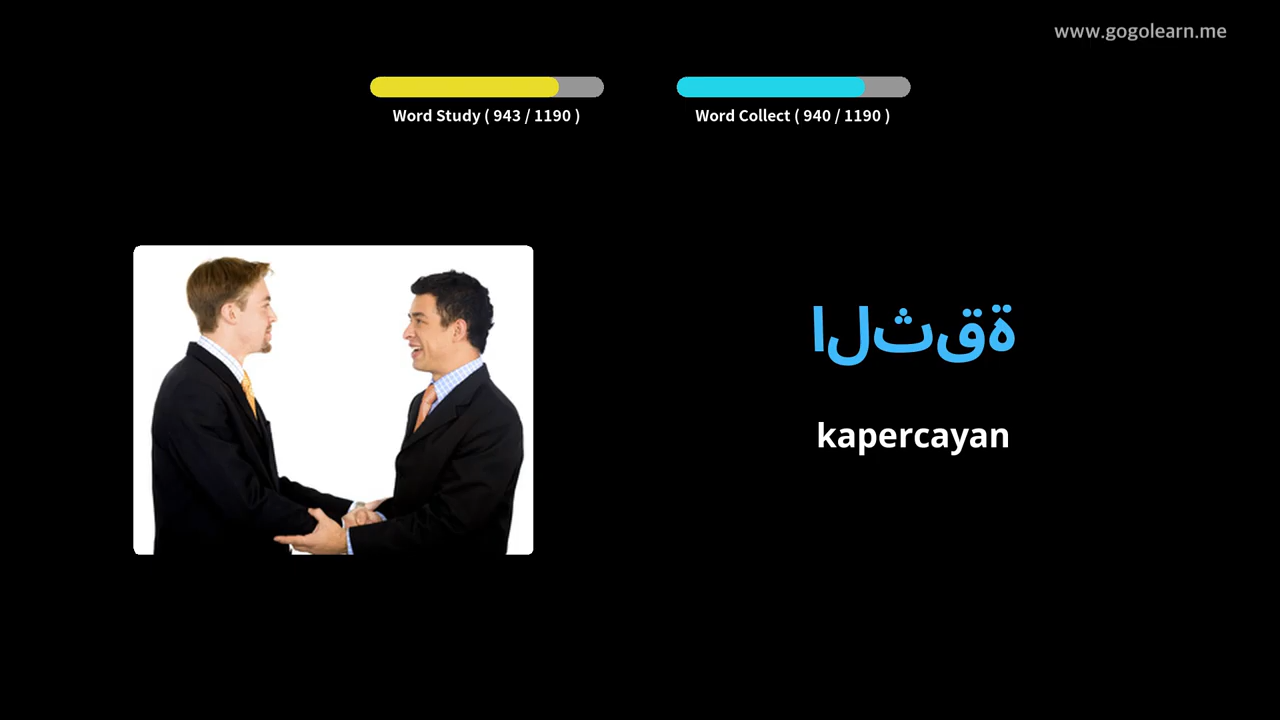 www.gogolearn.me
Word Study ( 943 / 1190 )
Word Collect ( 940 / 1190 )
الثقة
kapercayan